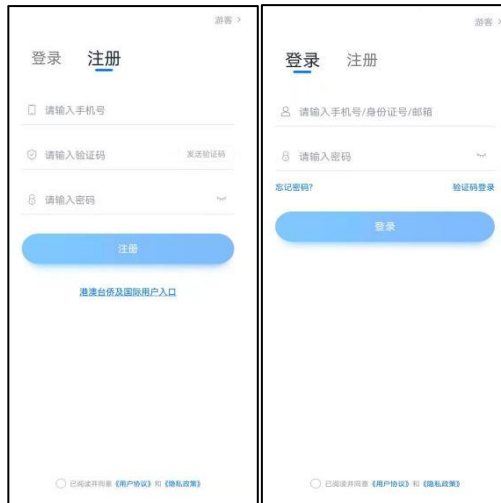 游客 >
登录 注册
请输入手机号
请输入验证码 发送验证码
请输入密码
注册
港澳台侨及国际用户入口
已阅读并同意《用户协议》和《隐私政策》
游客 >
登录 注册
请输入手机号/身份证号/邮箱
请输入密码
忘记密码? 验证码登录
登录
已阅读并同意《用户协议》和《隐私政策》